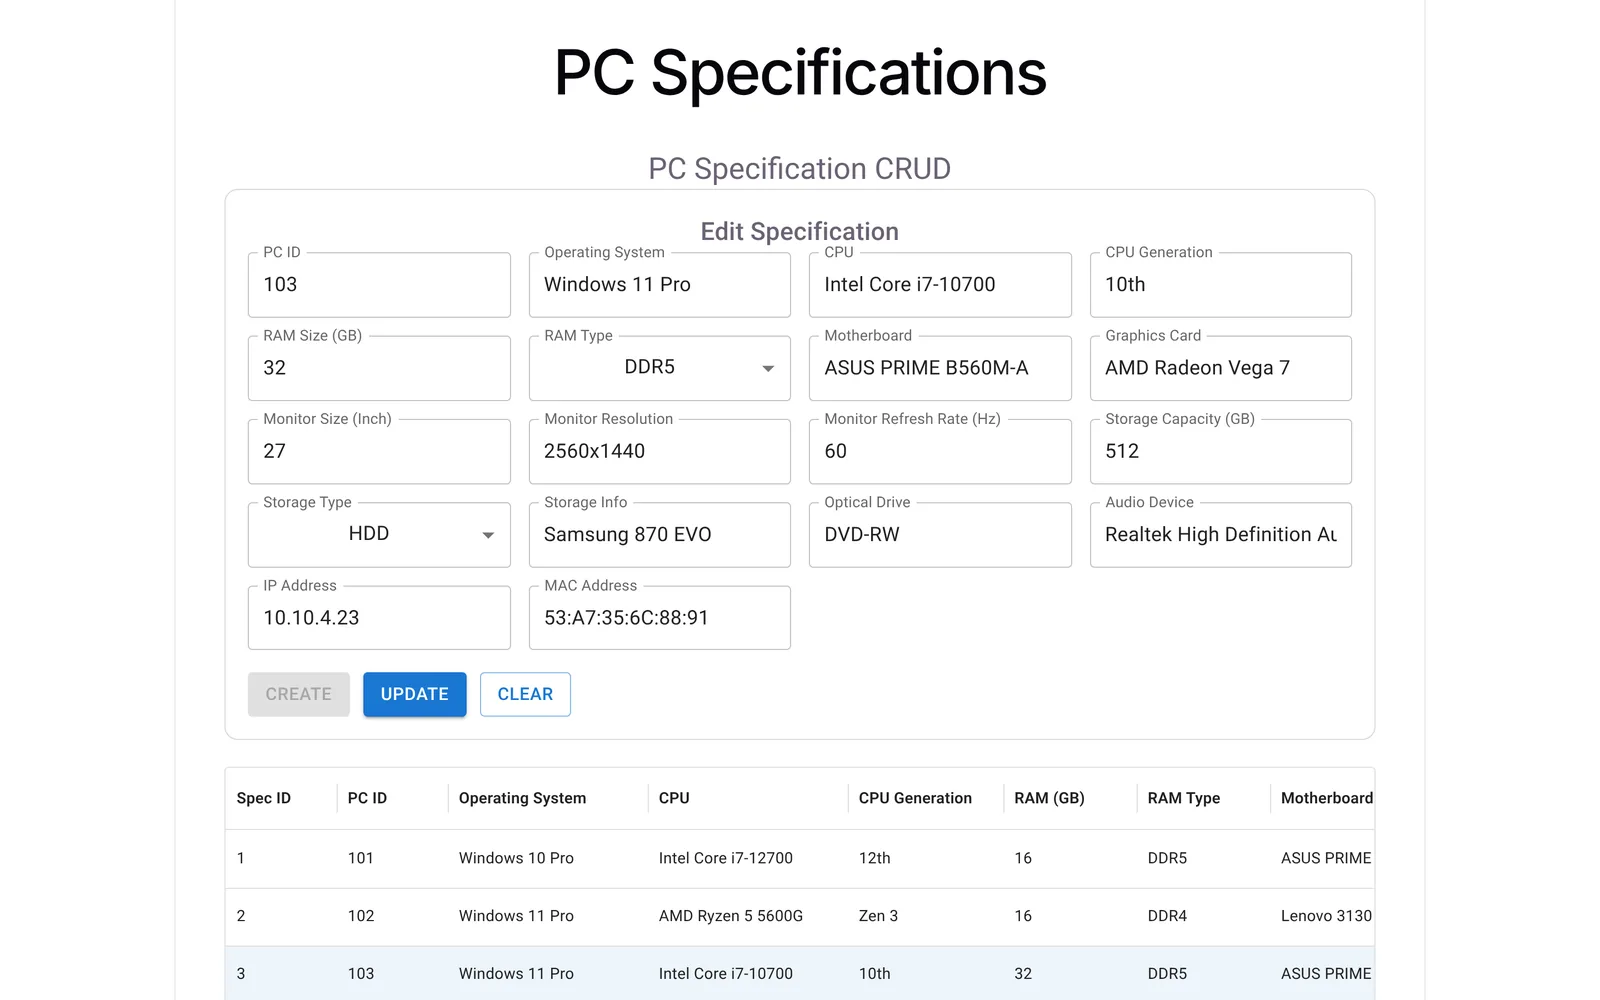 PC Specifications
PC Specification CRUD
Edit Specification
PC ID
Operating System
CPU
CPU Generation
103
Windows 11 Pro
Intel Core i7-10700
10th
RAM Size (GB)
RAM Type
Motherboard
Graphics Card
32
DDR5
ASUS PRIME B560M-A
AMD Radeon Vega 7
Monitor Size (Inch)
Monitor Resolution
Monitor Refresh Rate (Hz)
Storage Capacity (GB)
27
2560x1440
60
512
Storage Type
Storage Info
Optical Drive
Audio Device
HDD
Samsung 870 EVO
DVD-RW
Realtek High Definition Au
IP Address
MAC Address
10.10.4.23
53:A7:35:6C:88:91
CREATE UPDATE CLEAR
Spec ID PC ID Operating System CPU CPU Generation RAM (GB) RAM Type Motherboard
1 101 Windows 10 Pro Intel Core i7-12700 12th 16 DDR5 ASUS PRIME
2 102 Windows 11 Pro AMD Ryzen 5 5600G Zen 3 16 DDR4 Lenovo 3130
3 103 Windows 11 Pro Intel Core i7-10700 10th 32 DDR5 ASUS PRIME